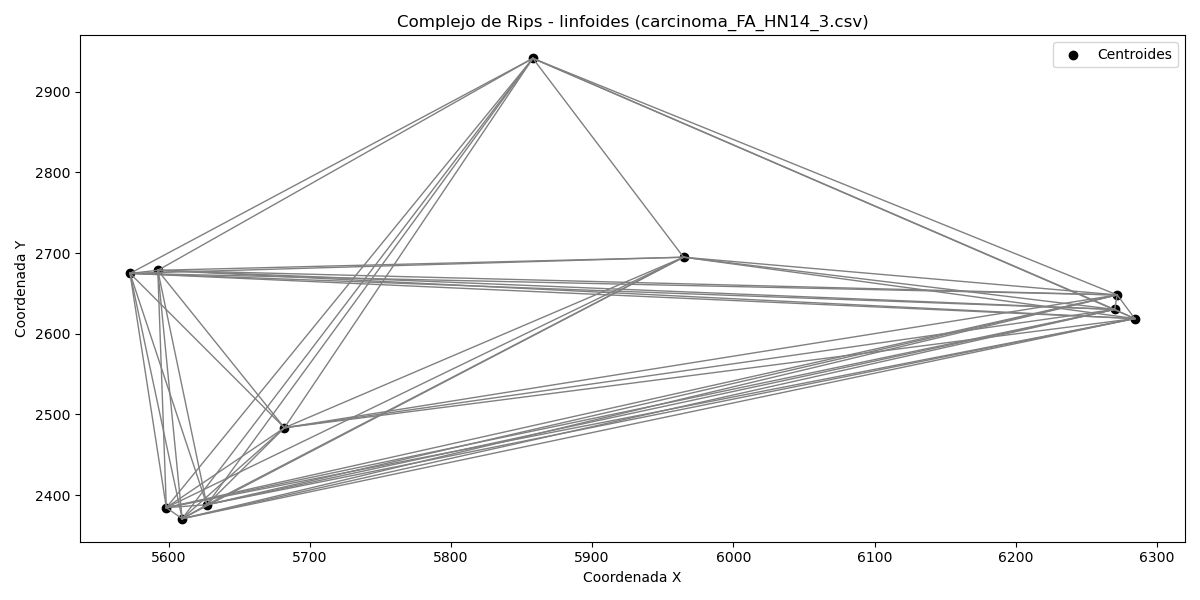 Complejo de Rips - linfoides (carcinoma_FA_HN14_3.csv)
Centroides
Coordenada Y
2900
2800
2700
2600
2500
2400
5600 5700 5800 5900 6000 6100 6200 6300
Coordenada X